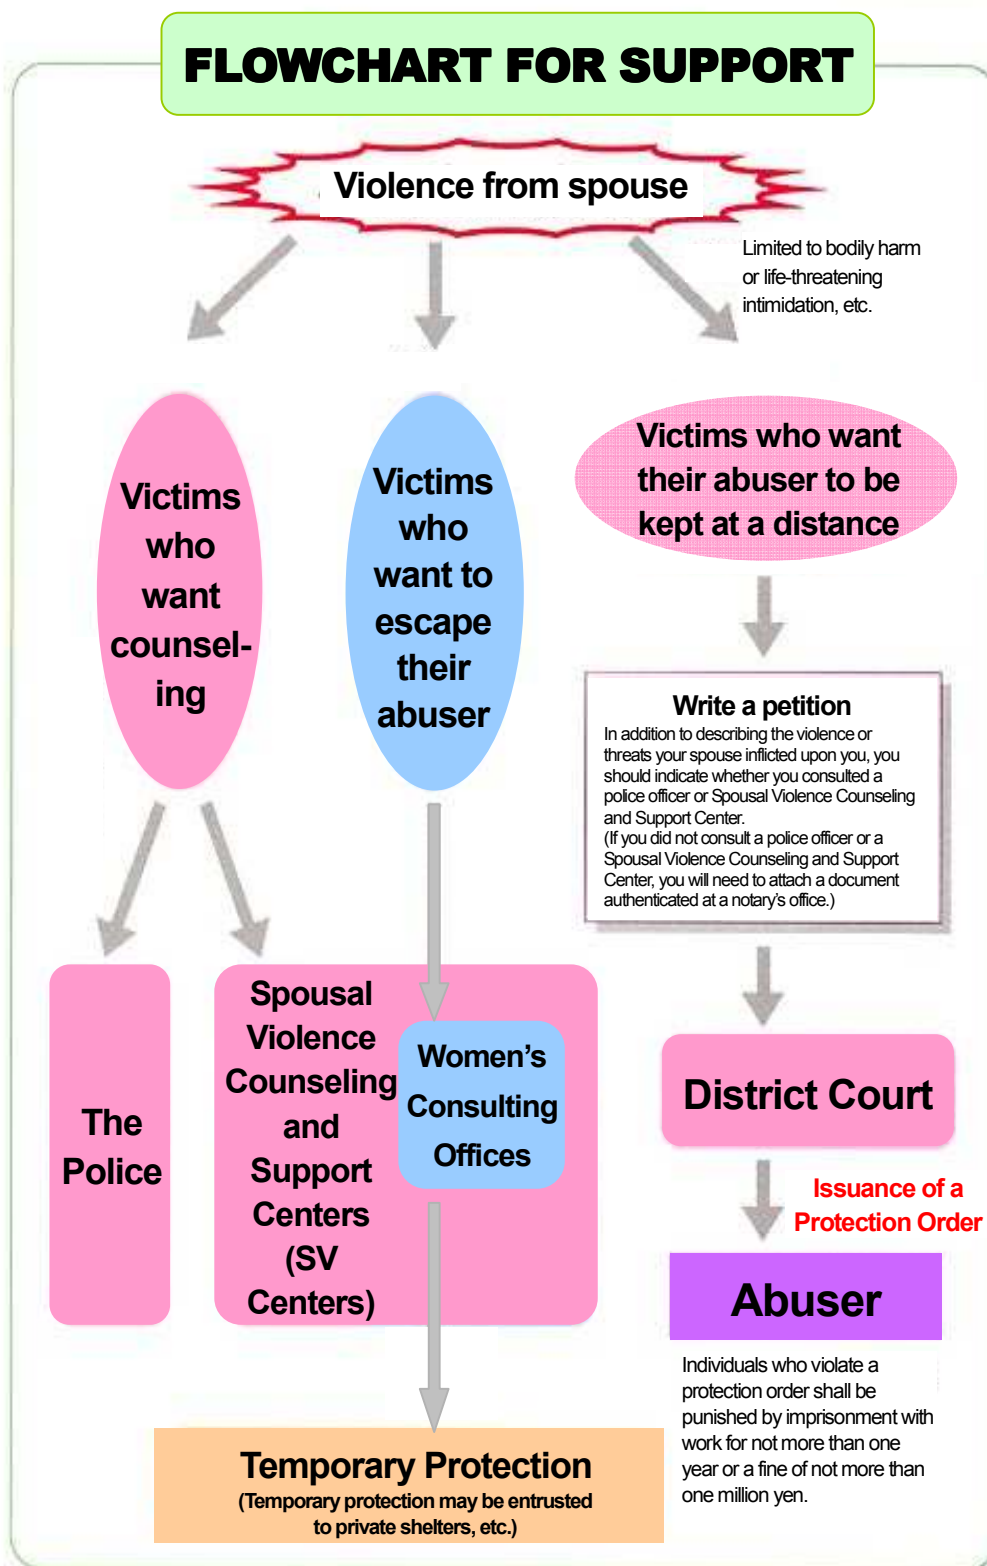 FLOWCHART FOR SUPPORT
Violence from spouse
Limited to bodily harm
or life-threatening
intimidation, etc.
Victims
who
want
counsel-
ing
Victims
who
want to
escape
their
abuser
Victims who want
their abuser to be
kept at a distance
Write a petition
In addition to describing the violence or
threats your spouse inflicted upon you, you
should indicate whether you consulted a
police officer or Spousal Violence Counseling
and Support Center.
(If you did not consult a police officer or a
Spousal Violence Counseling and Support
Center, you will need to attach a document
authenticated at a notary's office.)
The
Police
Spousal
Violence
Counseling
and
Support
Centers
(SV
Centers)
Women's
Consulting
Offices
District Court
Issuance of a
Protection Order
Abuser
Individuals who violate a
protection order shall be
punished by imprisonment with
work for not more than one
year or a fine of not more than
one million yen.
Temporary Protection
(Temporary protection may be entrusted
to private shelters, etc.)